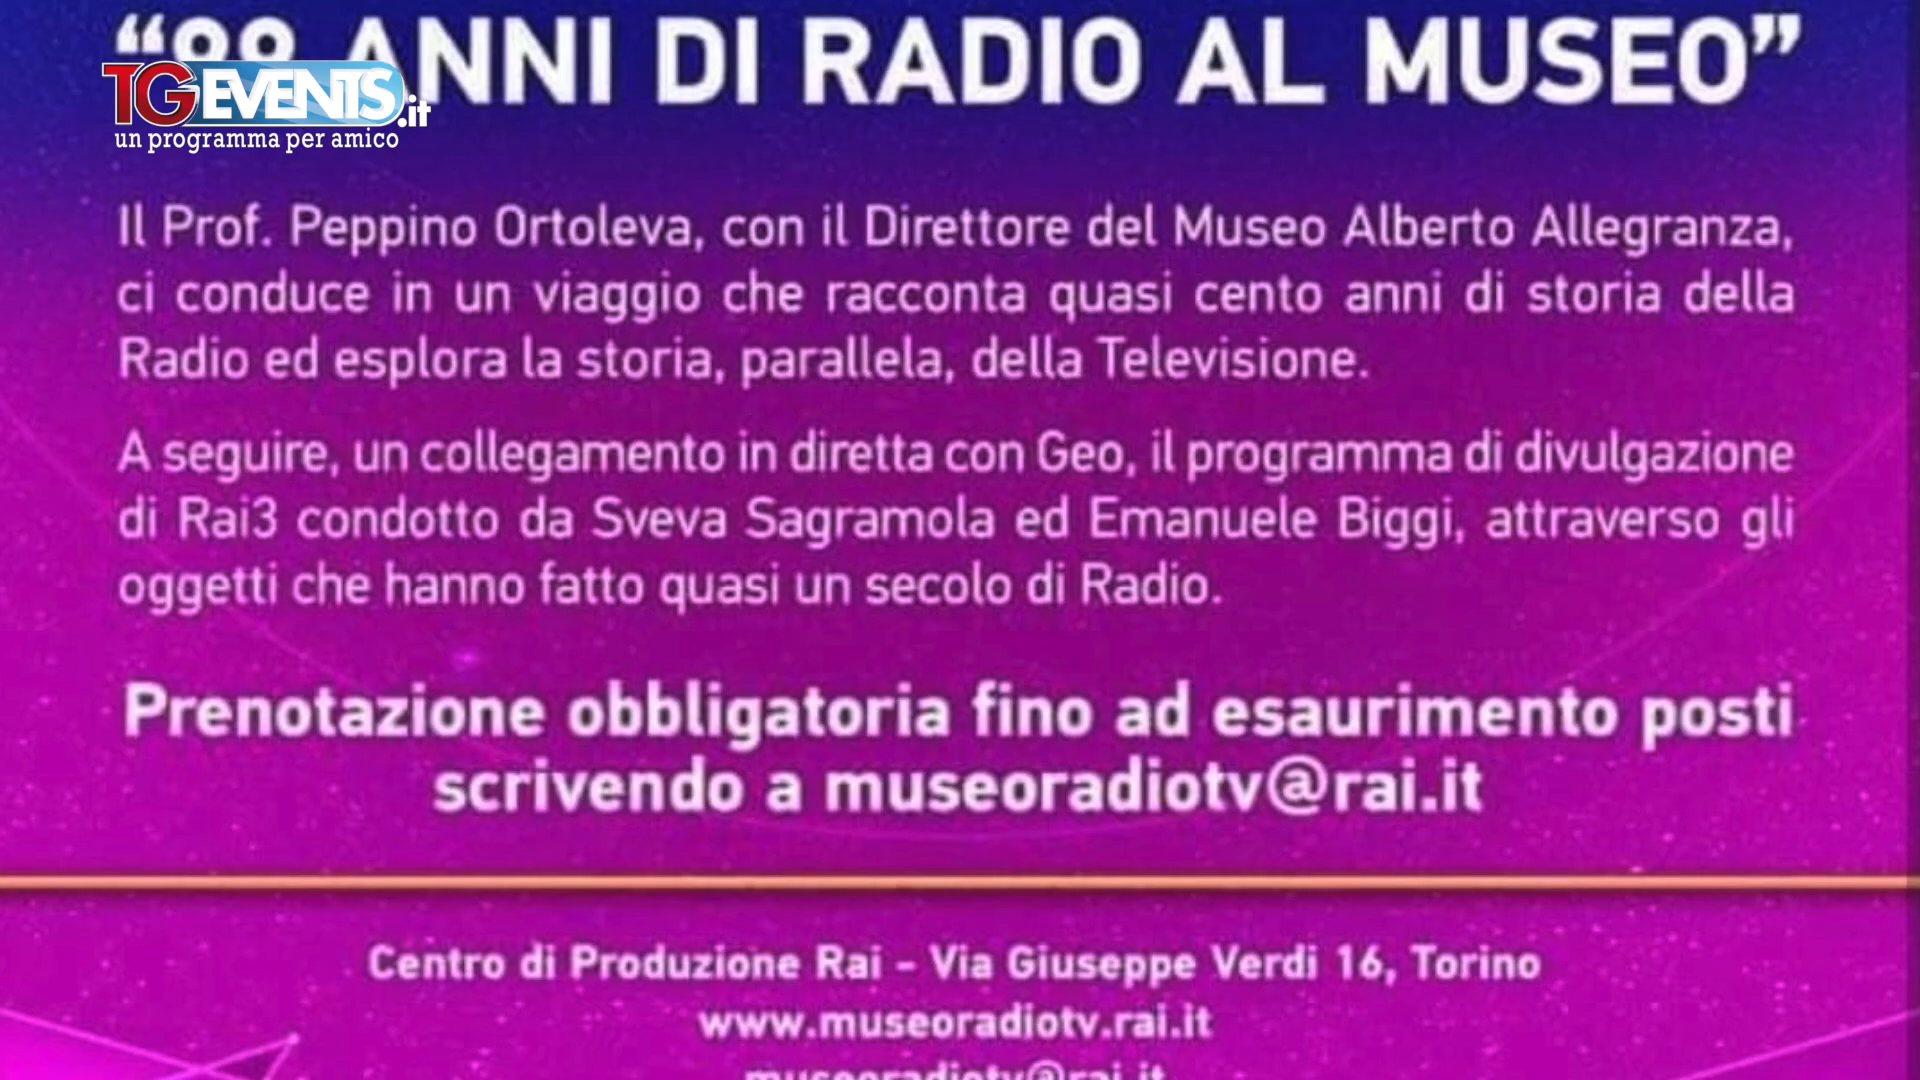 ANNI DI RADIO AL MUSEO”
TGEVENTS.it
un programma per amico
Il Prof. Peppino Ortoleva, con il Direttore del Museo Alberto Allegranza,
ci conduce in un viaggio che racconta quasi cento anni di storia della
Radio ed esplora la storia, parallela, della Televisione.
A seguire, un collegamento in diretta con Geo, il programma di divulgazione
di Rai3 condotto da Sveva Sagramola ed Emanuele Biggi, attraverso gli
oggetti che hanno fatto quasi un secolo di Radio.
Prenotazione obbligatoria fino ad esaurimento posti
scrivendo a museoradiotv@rai.it
Centro di Produzione Rai - Via Giuseppe Verdi 16, Torino
www.museoradiotv.rai.it
museoradiotv@rai.it